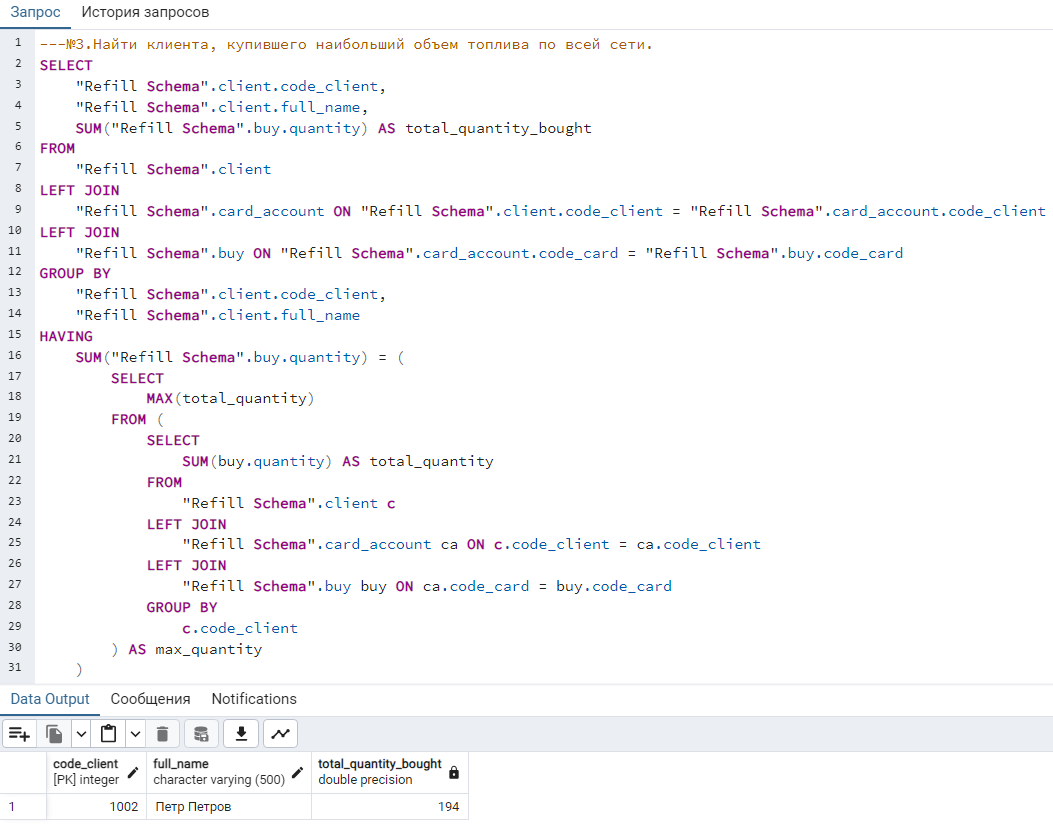 Запрос История запросов
1 ---№3.Найти клиента, купившего наибольший объем топлива по всей сети.
2 SELECT
3 "Refill Schema".client.code_client,
4 "Refill Schema".client.full_name,
5 SUM("Refill Schema".buy.quantity) AS total_quantity_bought
6 FROM
7 "Refill Schema".client
8 LEFT JOIN
9 "Refill Schema".card_account ON "Refill Schema".client.code_client = "Refill Schema".card_account.code_client
10 LEFT JOIN
11 "Refill Schema".buy ON "Refill Schema".card_account.code_card = "Refill Schema".buy.code_card
12 GROUP BY
13 "Refill Schema".client.code_client,
14 "Refill Schema".client.full_name
15 HAVING
16 SUM("Refill Schema".buy.quantity) = (
17 SELECT
18 MAX(total_quantity)
19 FROM (
20 SELECT
21 SUM(buy.quantity) AS total_quantity
22 FROM
23 "Refill Schema".client c
24 LEFT JOIN
25 "Refill Schema".card_account ca ON c.code_client = ca.code_client
26 LEFT JOIN
27 "Refill Schema".buy buy ON ca.code_card = buy.code_card
28 GROUP BY
29 c.code_client
30 ) AS max_quantity
31 )
Data Output Сообщения Notifications
code_client full_name total_quantity_bought
[PK] integer character varying (500) double precision
1 1002 Петр Петров 194